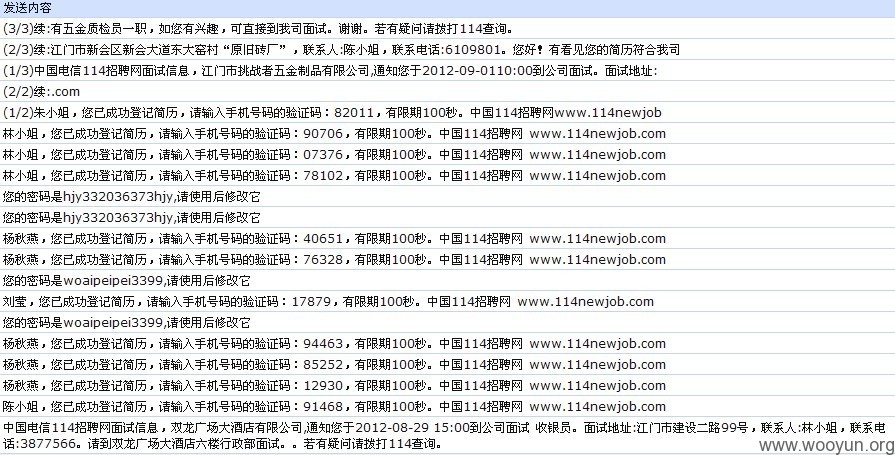 发送内容
(3/3)续:有五金质检员一职，如您有兴趣，可直接到我司面试。谢谢。若有疑问请拨打114查询。
(2/3)续:江门市新会区新会大道东大窑村“原旧砖厂”，联系人:陈小姐，联系电话:6109801。您好！有看见您的简历符合我司
(1/3)中国电信114招聘网面试信息，江门市挑战者五金制品有限公司,通知您于2012-09-0110:00到公司面试。面试地址:
(2/2)续:.com
(1/2)朱小姐，您已成功登记简历，请输入手机号码的验证码：82011，有限期100秒。中国114招聘网www.114newjob
林小姐，您已成功登记简历，请输入手机号码的验证码：90706，有限期100秒。中国114招聘网 www.114newjob.com
林小姐，您已成功登记简历，请输入手机号码的验证码：07376，有限期100秒。中国114招聘网 www.114newjob.com
林小姐，您已成功登记简历，请输入手机号码的验证码：78102，有限期100秒。中国114招聘网 www.114newjob.com
您的密码是hjy332036373hjy,请使用后修改它
您的密码是hjy332036373hjy,请使用后修改它
杨秋燕，您已成功登记简历，请输入手机号码的验证码：40651，有限期100秒。中国114招聘网 www.114newjob.com
杨秋燕，您已成功登记简历，请输入手机号码的验证码：76328，有限期100秒。中国114招聘网 www.114newjob.com
您的密码是woaipeipei3399,请使用后修改它
刘莹，您已成功登记简历，请输入手机号码的验证码：17879，有限期100秒。中国114招聘网 www.114newjob.com
您的密码是woaipeipei3399,请使用后修改它
杨秋燕，您已成功登记简历，请输入手机号码的验证码：94463，有限期100秒。中国114招聘网 www.114newjob.com
杨秋燕，您已成功登记简历，请输入手机号码的验证码：85252，有限期100秒。中国114招聘网 www.114newjob.com
杨秋燕，您已成功登记简历，请输入手机号码的验证码：12930，有限期100秒。中国114招聘网 www.114newjob.com
陈小姐，您已成功登记简历，请输入手机号码的验证码：91468，有限期100秒。中国114招聘网 www.114newjob.com
中国电信114招聘网面试信息，双龙广场大酒店有限公司,通知您于2012-08-29 15:00到公司面试 收银员。面试地址:江门市建设二路99号，联系人:林小姐，联系电
话:3877566。请到双龙广场大酒店六楼行政部面试。。若有疑问请拨打114查询。
www.wooyun.org